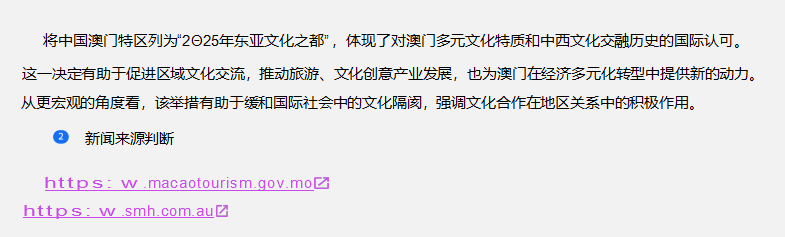 将中国澳门特区列为“2Θ25年东亚文化之都”，体现了对澳门多元文化特质和中西文化交融历史的国际认可。
这一决定有助于促进区域文化交流，推动旅游、文化创意产业发展，也为澳门在经济多元化转型中提供新的动力。
从更宏观的角度看，该举措有助于缓和国际社会中的文化隔阂，强调文化合作在地区关系中的积极作用。
2 新闻来源判断
https: w .macaotourism.gov.mo
https: w .smh.com.au